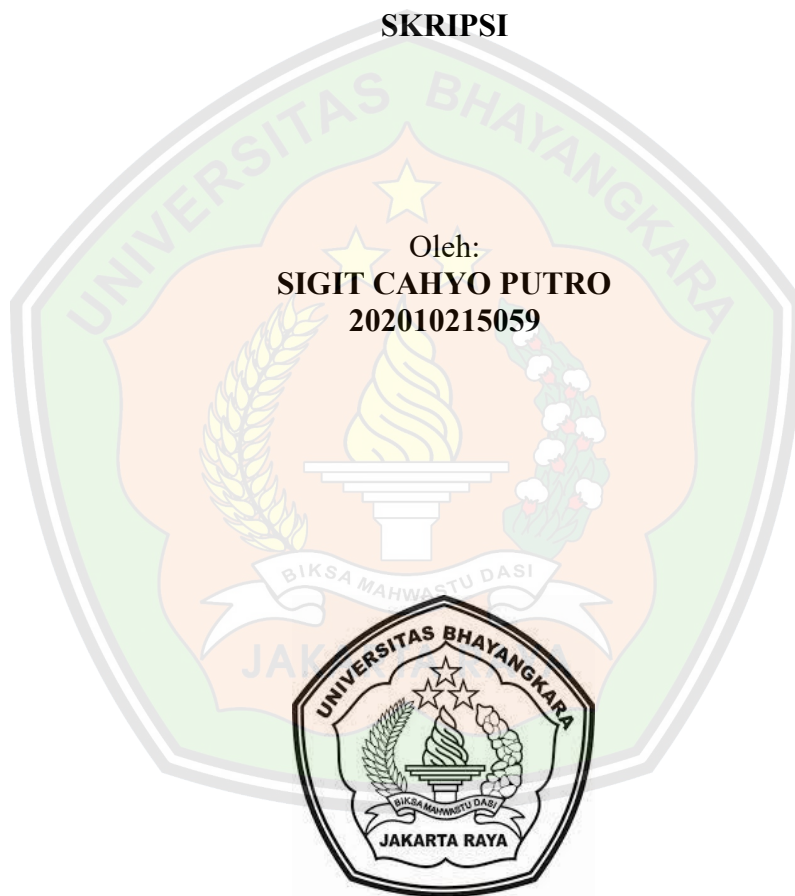 SKRIPSI
UNIVERSITAS BHAYANGKARA
Oleh:
SIGIT CAHYO PUTRO
202010215059
BIKSA MAHWASTU DASI
JAKARTA RAYA
UNIVERSITAS BHAYANGKARA
BIKSA MAHWASTU DASI
JAKARTA RAYA